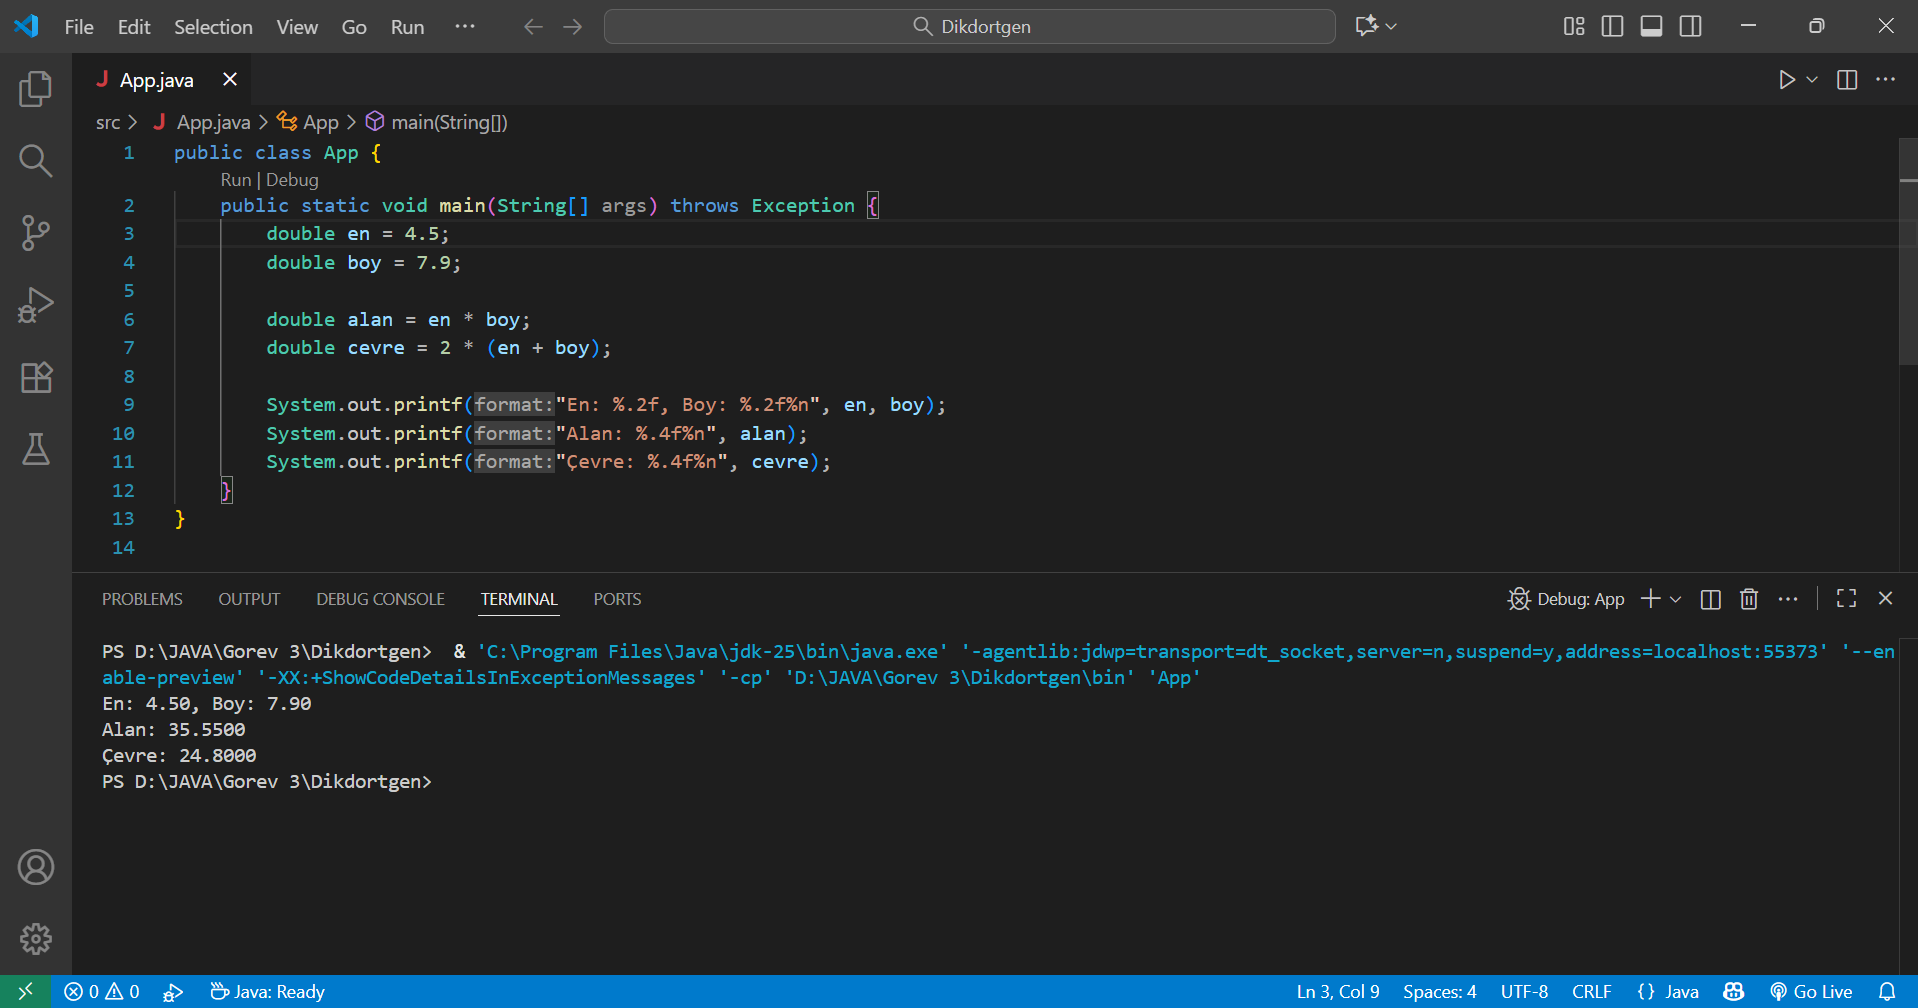 File Edit Selection View Go Run ··· Dikdortgen
App.java
src > App.java > App > main(String[])
1 public class App {
Run | Debug
2 public static void main(String[] args) throws Exception {
3 double en = 4.5;
4 double boy = 7.9;
5
6 double alan = en * boy;
7 double cevre = 2 * (en + boy);
8
9 System.out.printf(format:"En: %.2f, Boy: %.2f%n", en, boy);
10 System.out.printf(format:"Alan: %.4f%n", alan);
11 System.out.printf(format:"Çevre: %.4f%n", cevre);
12 }
13 }
14
PROBLEMS OUTPUT DEBUG CONSOLE TERMINAL PORTS Debug: App
PS D:\JAVA\Gorev 3\Dikdortgen> & 'C:\Program Files\Java\jdk-25\bin\java.exe' '-agentlib:jdwp=transport=dt_socket,server=n,suspend=y,address=localhost:55373' '--en
able-preview' '-XX:+ShowCodeDetailsInExceptionMessages' '-cp' 'D:\JAVA\Gorev 3\Dikdortgen\bin' 'App'
En: 4.50, Boy: 7.90
Alan: 35.5500
Çevre: 24.8000
PS D:\JAVA\Gorev 3\Dikdortgen>
0 0 Java: Ready Ln 3, Col 9 Spaces: 4 UTF-8 CRLF {} Java Go Live